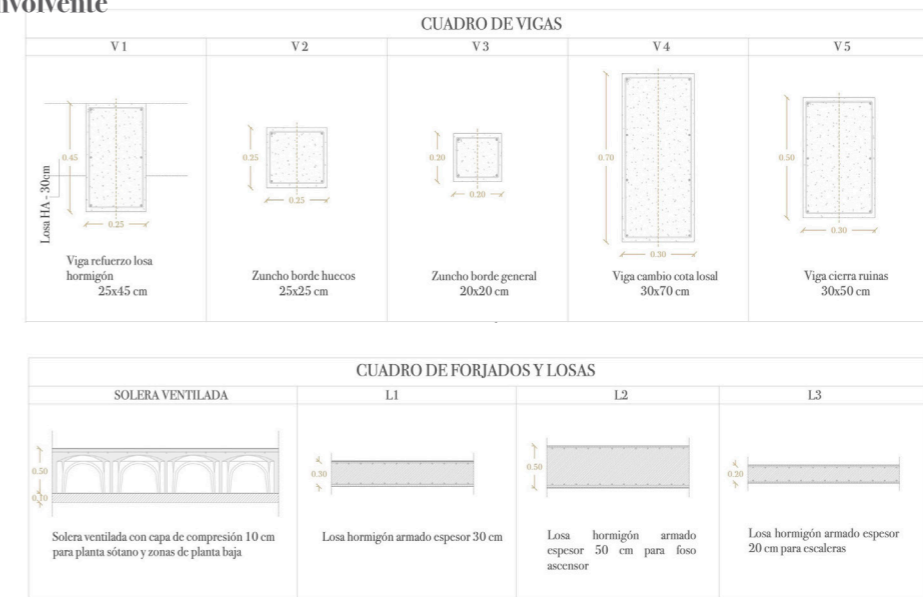 nvolvente
CUADRO DE VIGAS
V 1
V 2
V 3
V 4
V 5
Losa HA - 30cm
0.45
0.25
0.25
0.25
0.20
0.20
0.70
0.30
0.50
0.30
Viga refuerzo losa
hormigón
25x45 cm
Zuncho borde huecos
25x25 cm
Zuncho borde general
20x20 cm
Viga cambio cota losal
30x70 cm
Viga cierra ruinas
30x50 cm
CUADRO DE FORJADOS Y LOSAS
SOLERA VENTILADA
L1
L2
L3
0.50
0.30
0.50
0.20
Solera ventilada con capa de compresión 10 cm
para planta sótano y zonas de planta baja
Losa hormigón armado espesor 30 cm
Losa hormigón armado
espesor 50 cm para foso
ascensor
Losa hormigón armado espesor
20 cm para escaleras